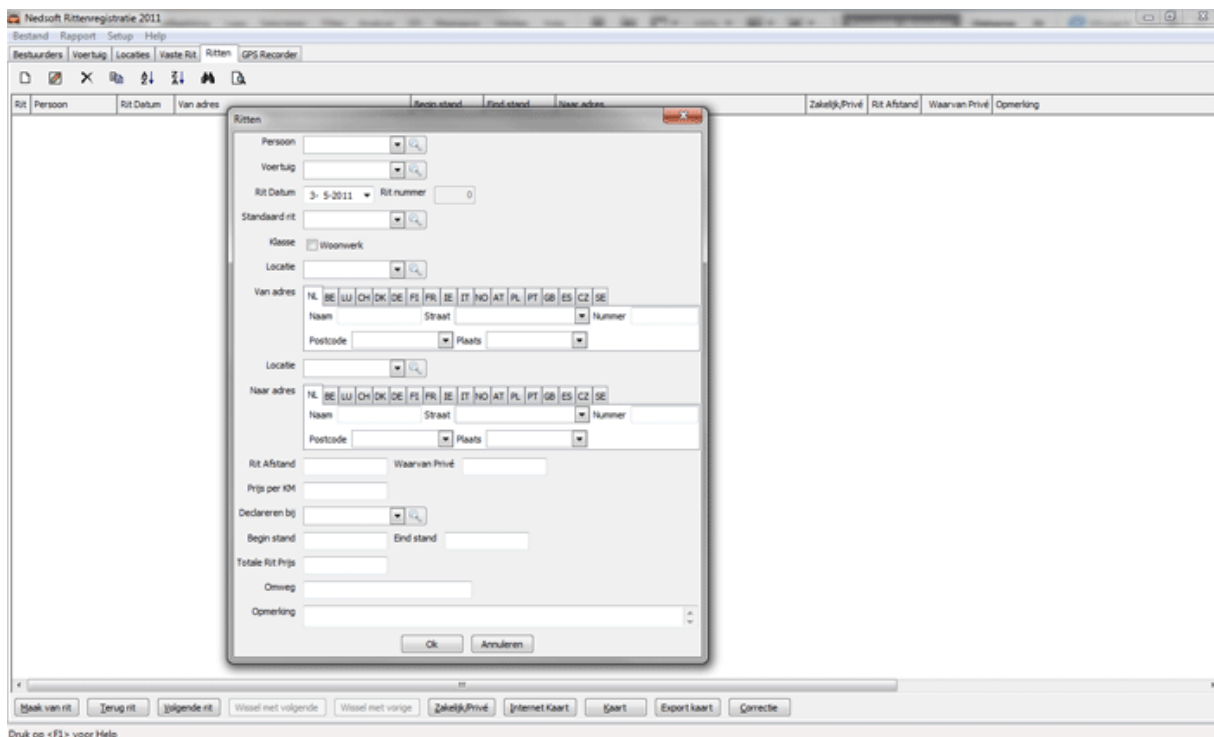 Nedsoft Rittenregistratie 2011
Bestand Rapport Setup Help
Bestuurders Voertuig Locaties Vaste Rit Ritten GPS Recorder
Rit Persoon Rit Datum Van adres Begin stand Eind stand Naar adres Zakelijk/Privé Rit Afstand Waarvan Privé Opmerking
Ritten
Persoon
Voertuig
Rit Datum 3- 5-2011 Rit nummer 0
Standaard rit
Klasse Woonwerk
Locatie
Van adres NL BE LU CH DK DE FI FR IE IT NO AT PL PT GB ES CZ SE
Naam Straat Nummer
Postcode Plaats
Locatie
Naar adres NL BE LU CH DK DE FI FR IE IT NO AT PL PT GB ES CZ SE
Naam Straat Nummer
Postcode Plaats
Rit Afstand Waarvan Privé
Prijs per KM
Declareren bij
Begin stand Eind stand
Totale Rit Prijs
Omweg
Opmerking
Ok Annuleren
Maak van rit Terug rit Volgende rit Wissel met volgende Wissel met vorige Zakelijk/Privé Internet Kaart Kaart Export kaart Correctie
Druk op <F1> voor Help